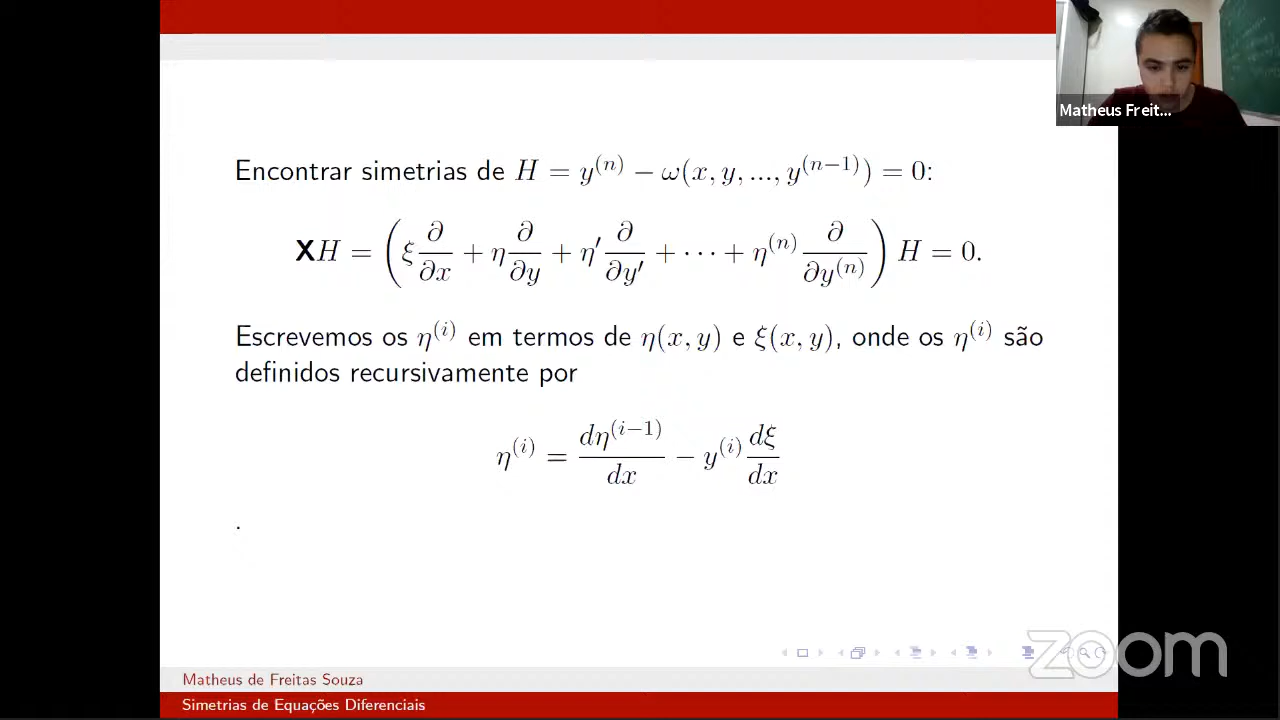 Matheus Freit...
Encontrar simetrias de H = y^{(n)} − ω(x, y, ..., y^{(n−1)}) = 0:
XH = ( ξ ∂/∂x + η ∂/∂y + η′ ∂/∂y′ + ⋯ + η^{(n)} ∂/∂y^{(n)} ) H = 0.
Escrevemos os η^{(i)} em termos de η(x, y) e ξ(x, y), onde os η^{(i)} são
definidos recursivamente por
η^{(i)} = dη^{(i−1)}/dx − y^{(i)} dξ/dx
.
zoom
Matheus de Freitas Souza
Simetrias de Equações Diferenciais